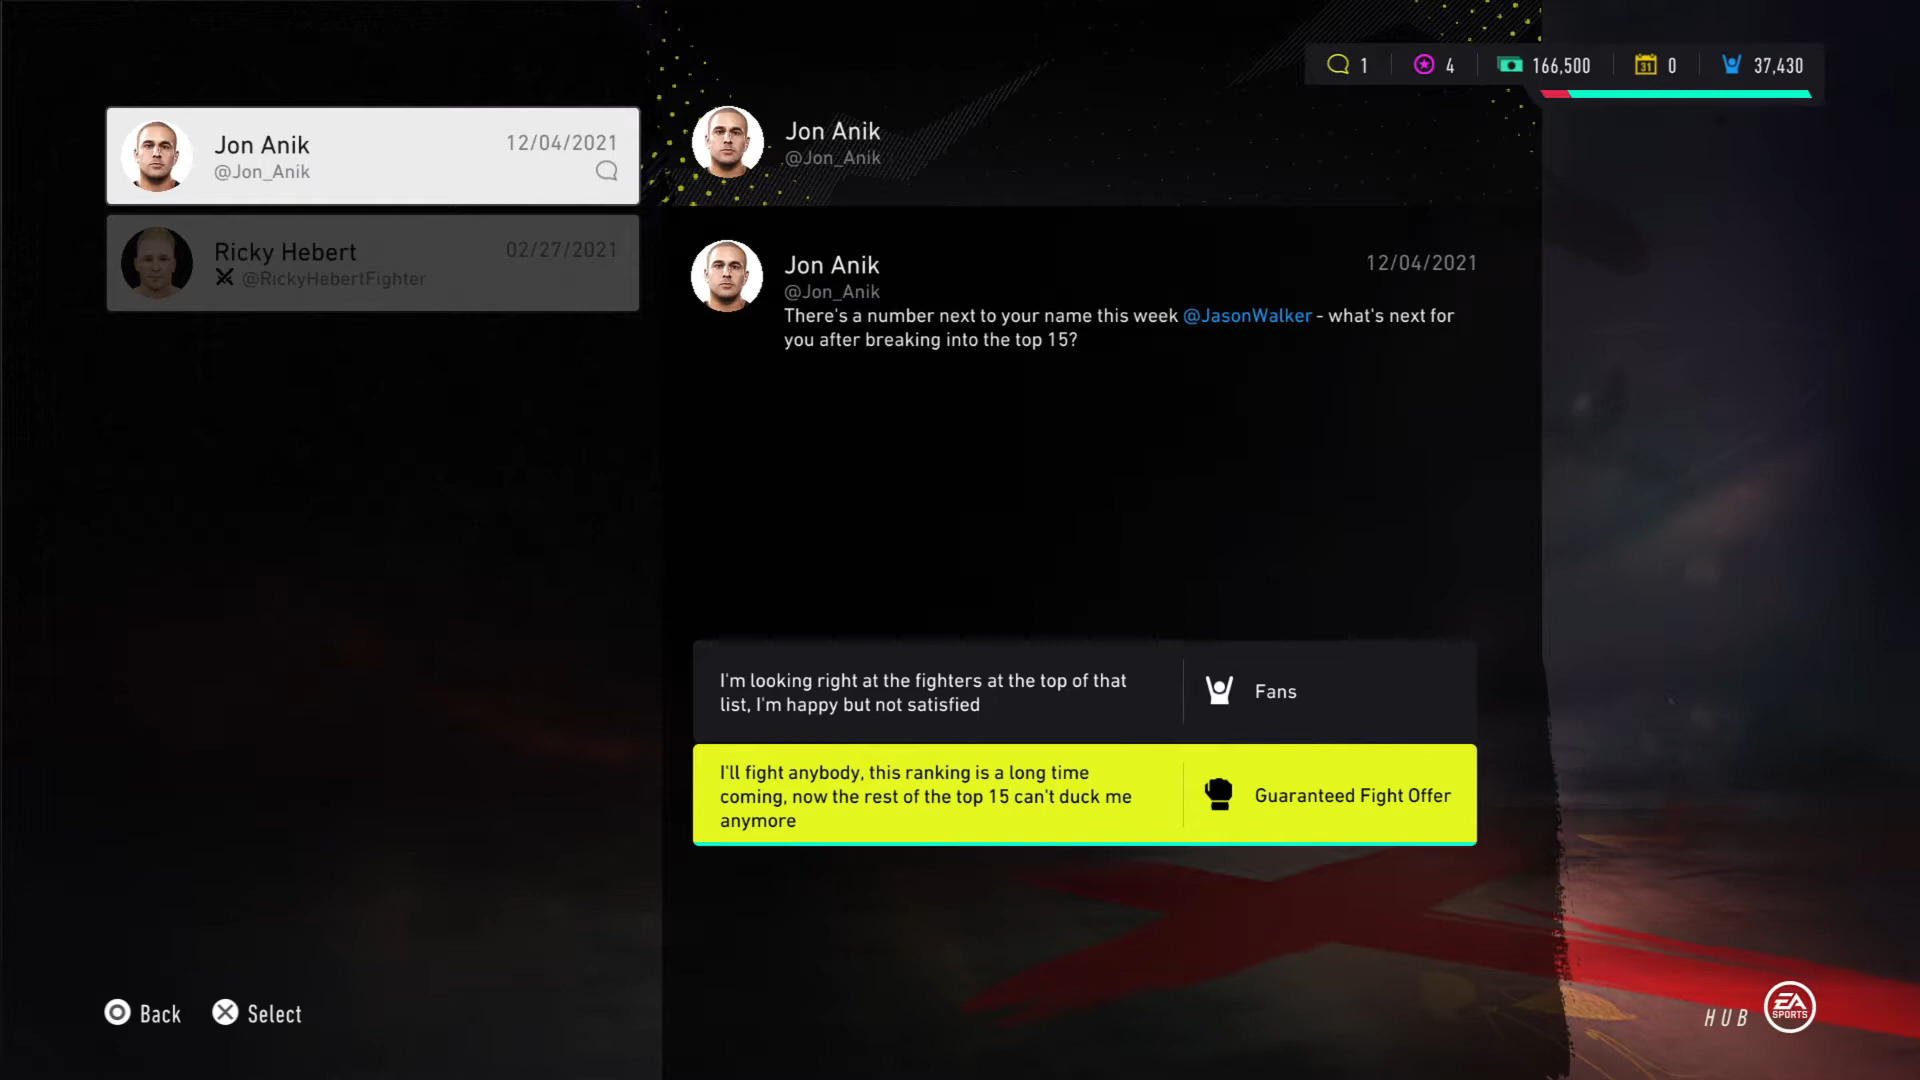 1
4
166,500
31
0
37,430
Jon Anik
12/04/2021
@Jon_Anik
Ricky Hebert
02/27/2021
@RickyHebertFighter
Jon Anik
@Jon_Anik
Jon Anik
12/04/2021
@Jon_Anik
There's a number next to your name this week @JasonWalker - what's next for
you after breaking into the top 15?
I'm looking right at the fighters at the top of that
list, I'm happy but not satisfied
Fans
I'll fight anybody, this ranking is a long time
coming, now the rest of the top 15 can't duck me
anymore
Guaranteed Fight Offer
Back
Select
HUB
EA
SPORTS